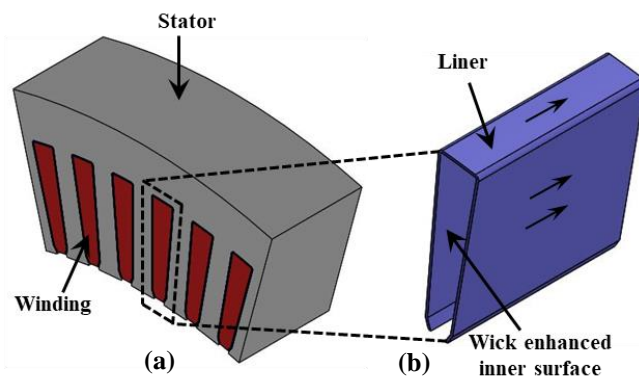 Stator
Liner
Winding
Wick enhanced
inner surface
(a)
(b)